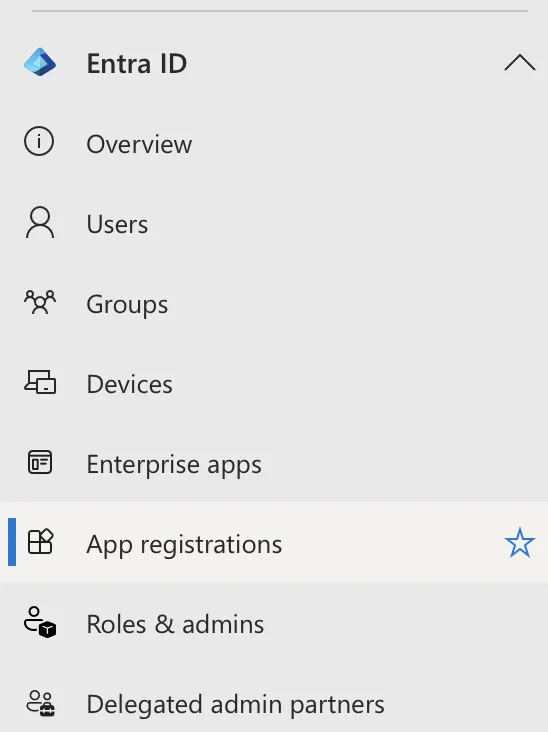 Entra ID
Overview
Users
Groups
Devices
Enterprise apps
App registrations
Roles & admins
Delegated admin partners